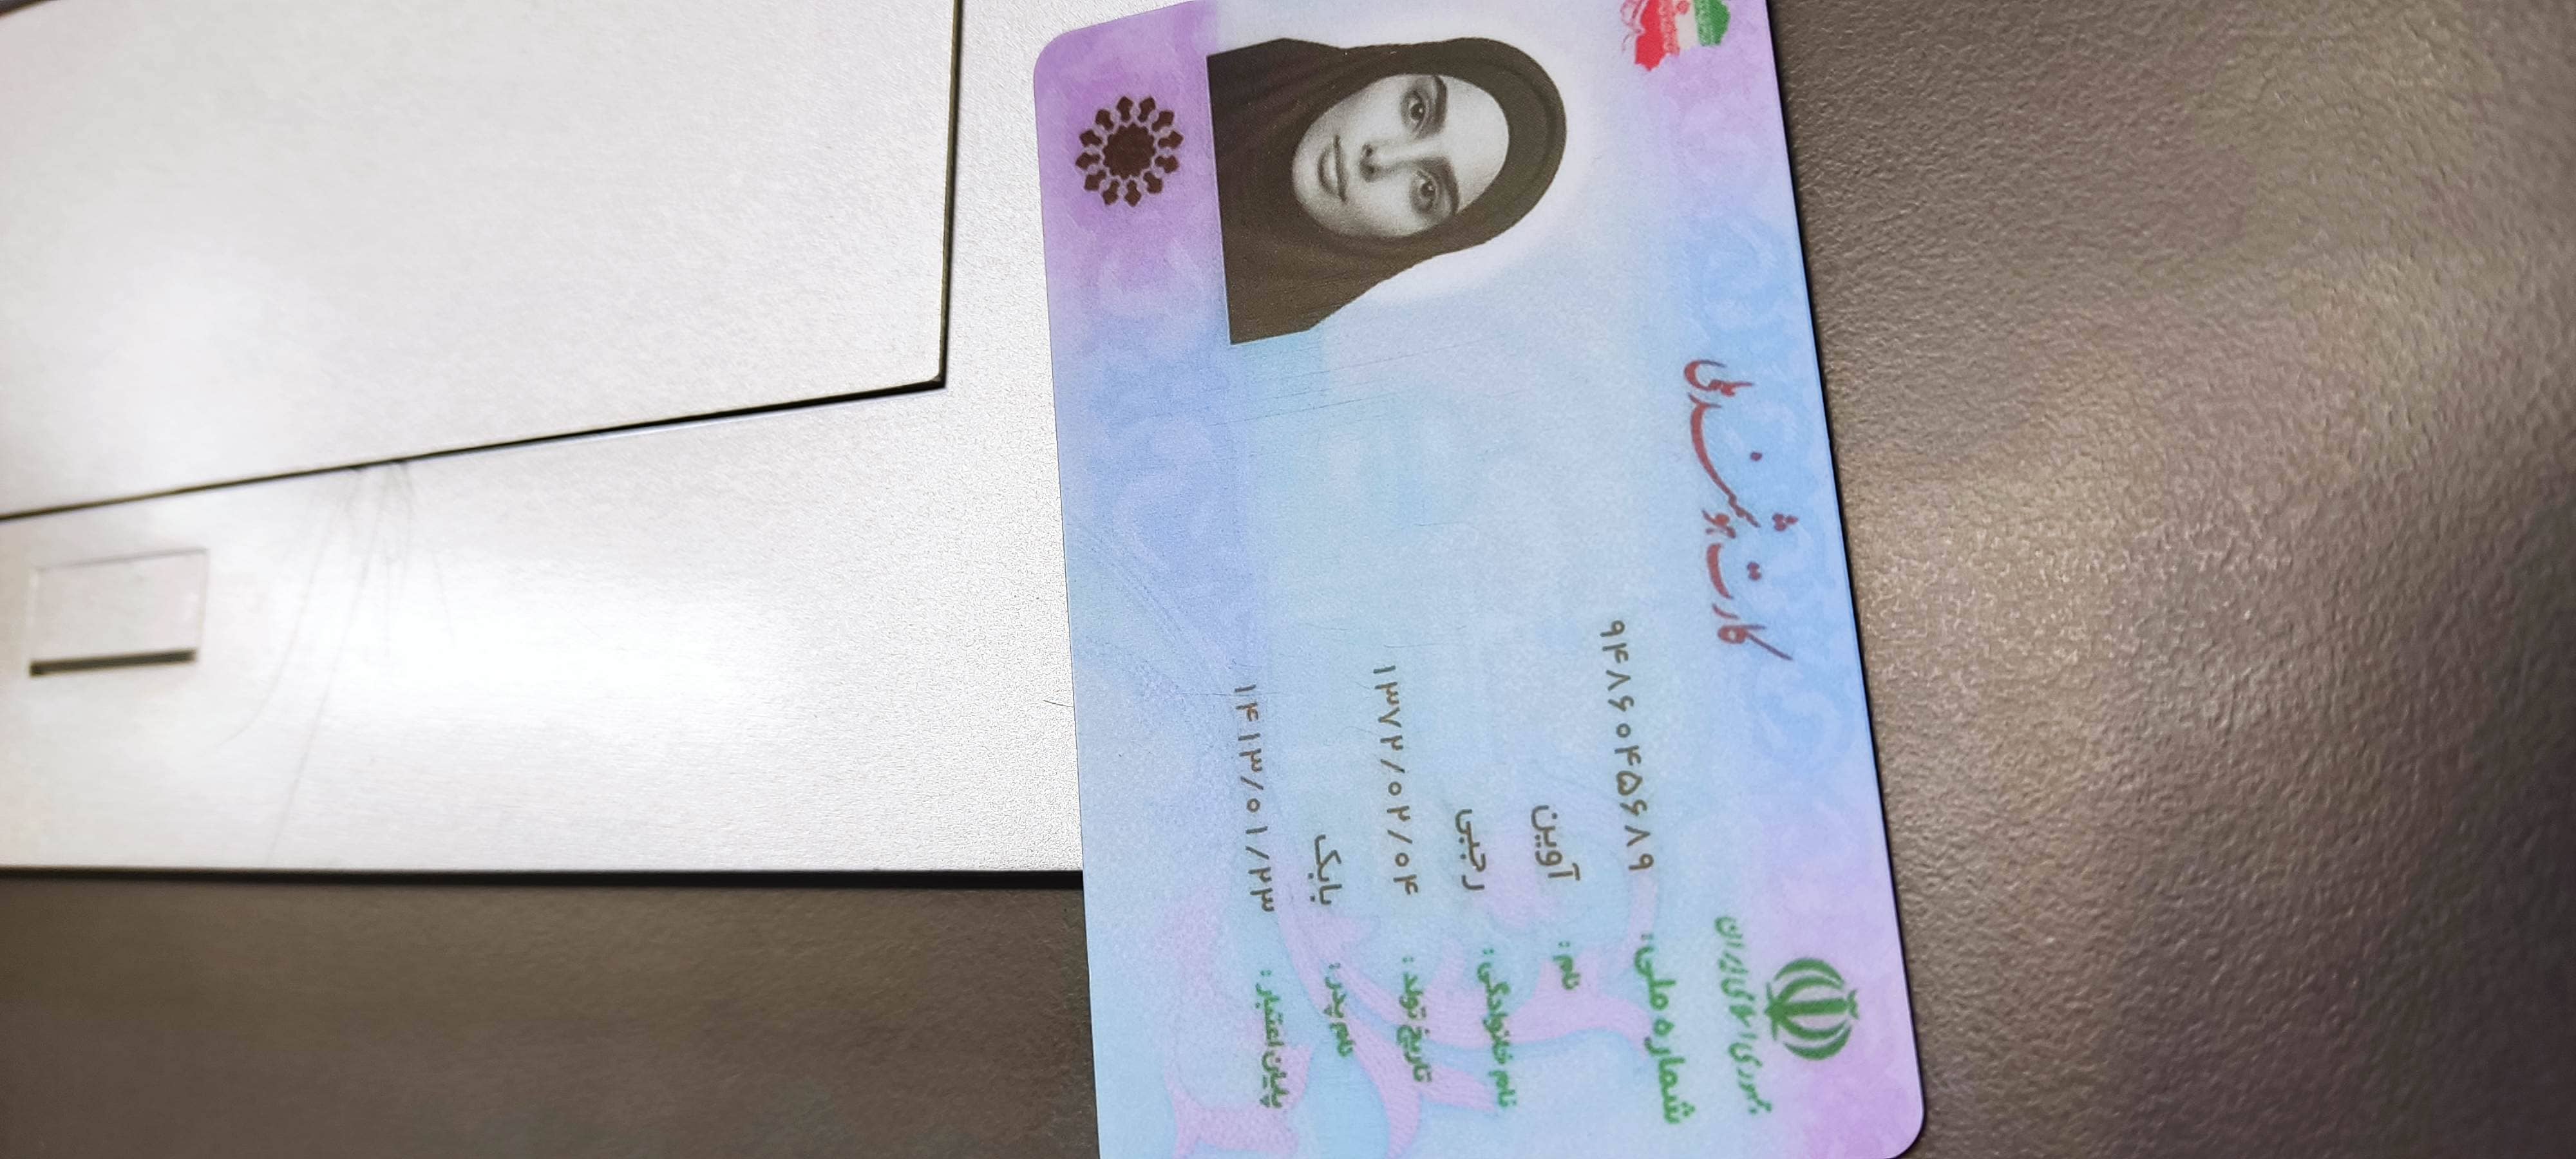 جمهوری اسلامی ایران
کارت هوشمند ملی
شماره ملی: ۹۴۸۶۰۴۵۶۸۹
نام: آوین
نام خانوادگی: رجبی
تاریخ تولد: ۱۳۷۲/۰۲/۰۴
نام پدر: بابک
پایان اعتبار: ۱۴۱۳/۰۱/۲۳